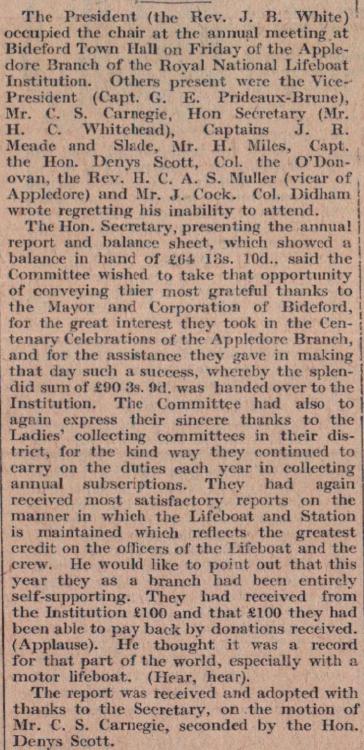 The President (the Rev. J. B. White)
occupied the chair at the annual meeting at
Bideford Town Hall on Friday of the Apple-
dore Branch of the Royal National Lifeboat
Institution. Others present were the Vice-
President (Capt. G. E. Prideaux-Brune),
Mr. C. S. Carnegie, Hon Secretary (Mr.
H. C. Whitehead), Captains J. R.
Meade and Slade, Mr. H. Miles, Capt.
the Hon. Denys Scott, Col. the O'Don-
ovan, the Rev. H. C. A. S. Muller (vicar of
Appledore) and Mr. J. Cock. Col. Didham
wrote regretting his inability to attend.
The Hon. Secretary, presenting the annual
report and balance sheet, which showed a
balance in hand of £64 13s. 10d., said the
Committee wished to take that opportunity
of conveying thier most grateful thanks to
the Mayor and Corporation of Bideford,
for the great interest they took in the Cen-
tenary Celebrations of the Appledore Branch,
and for the assistance they gave in making
that day such a success, whereby the splen-
did sum of £90 3s. 9d. was handed over to the
Institution. The Committee had also to
again express their sincere thanks to the
Ladies' collecting committees in their dis-
trict, for the kind way they continued to
carry on the duties each year in collecting
annual subscriptions. They had again
received most satisfactory reports on the
manner in which the Lifeboat and Station
is maintained which reflects the greatest
credit on the officers of the Lifeboat and the
crew. He would like to point out that this
year they as a branch had been entirely
self-supporting. They had received from
the Institution £100 and that £100 they had
been able to pay back by donations received.
(Applause). He thought it was a record
for that part of the world, especially with a
motor lifeboat. (Hear, hear).
The report was received and adopted with
thanks to the Secretary, on the motion of
Mr. C. S. Carnegie, seconded by the Hon.
Denys Scott.